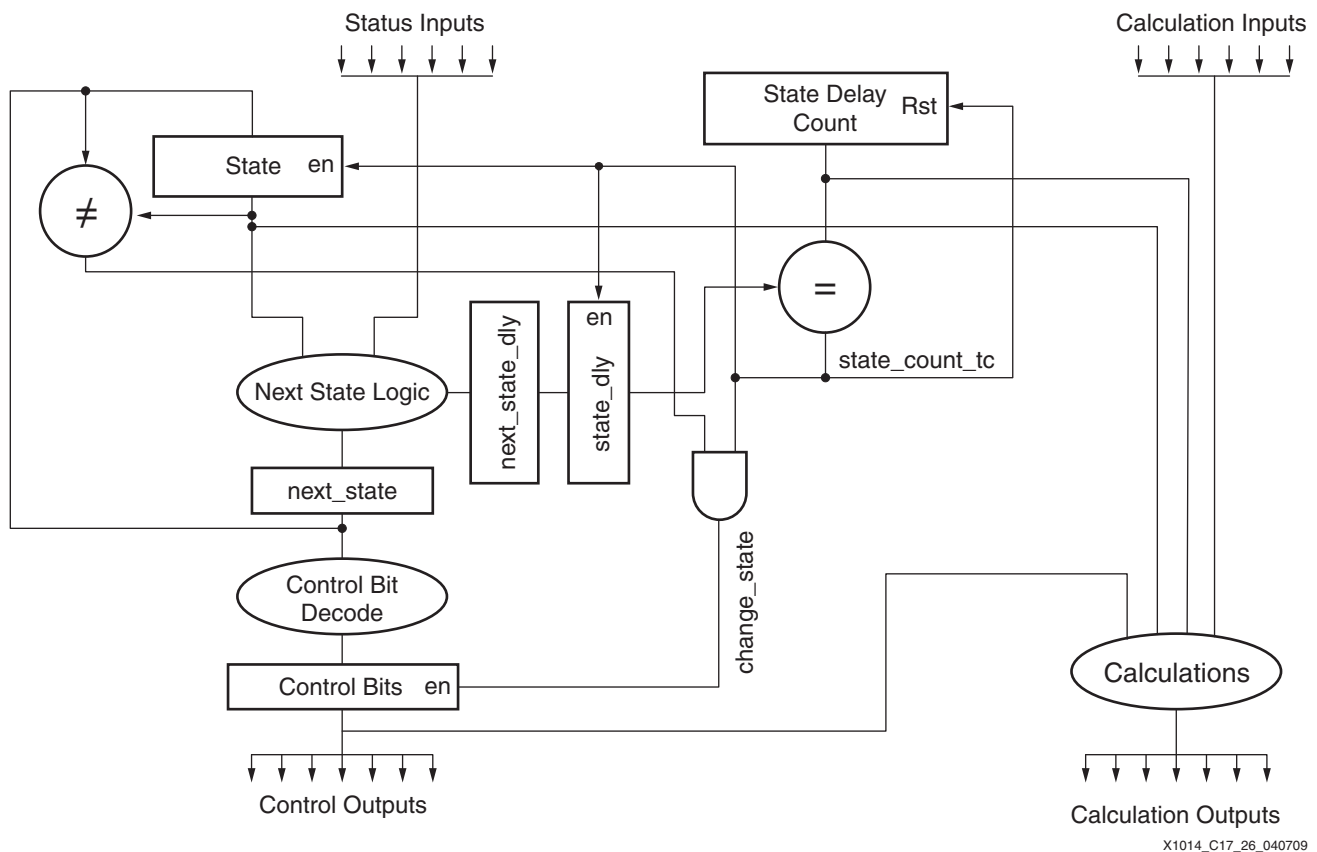 Status Inputs
Calculation Inputs
State Delay
Count
Rst
State
en
≠
=
en
next_state_dly
state_dly
state_count_tc
Next State Logic
next_state
change_state
Control Bit
Decode
Control Bits
en
Calculations
Control Outputs
Calculation Outputs
X1014_C17_26_040709